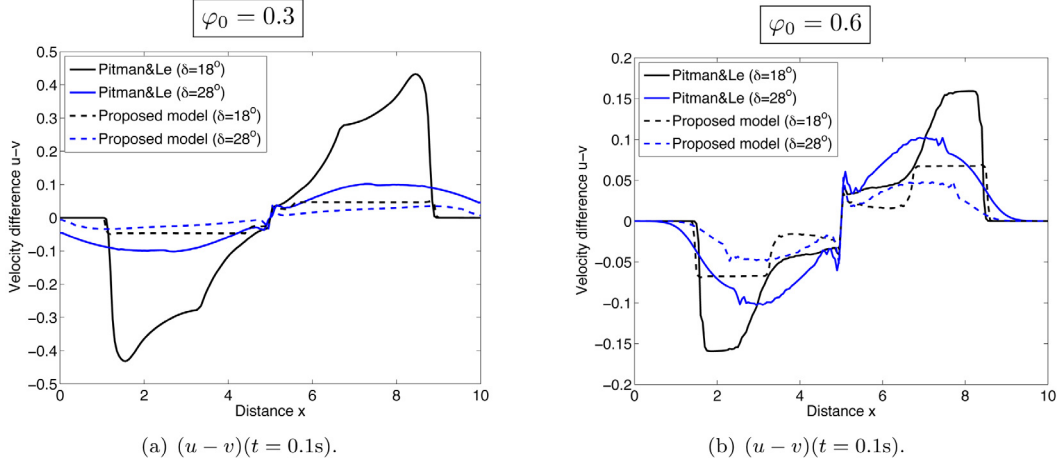 φ₀ = 0.3
0.5
0.4
0.3
0.2
0.1
0
−0.1
−0.2
−0.3
−0.4
−0.5
Velocity difference u−v
Pitman&Le (δ=18°)
Pitman&Le (δ=28°)
Proposed model (δ=18°)
Proposed model (δ=28°)
0 2 4 6 8 10
Distance x
(a) (u − v)(t = 0.1s).
φ₀ = 0.6
0.2
0.15
0.1
0.05
0
−0.05
−0.1
−0.15
−0.2
Velocity difference u−v
Pitman&Le (δ=18°)
Pitman&Le (δ=28°)
Proposed model (δ=18°)
Proposed model (δ=28°)
0 2 4 6 8 10
Distance x
(b) (u − v)(t = 0.1s).